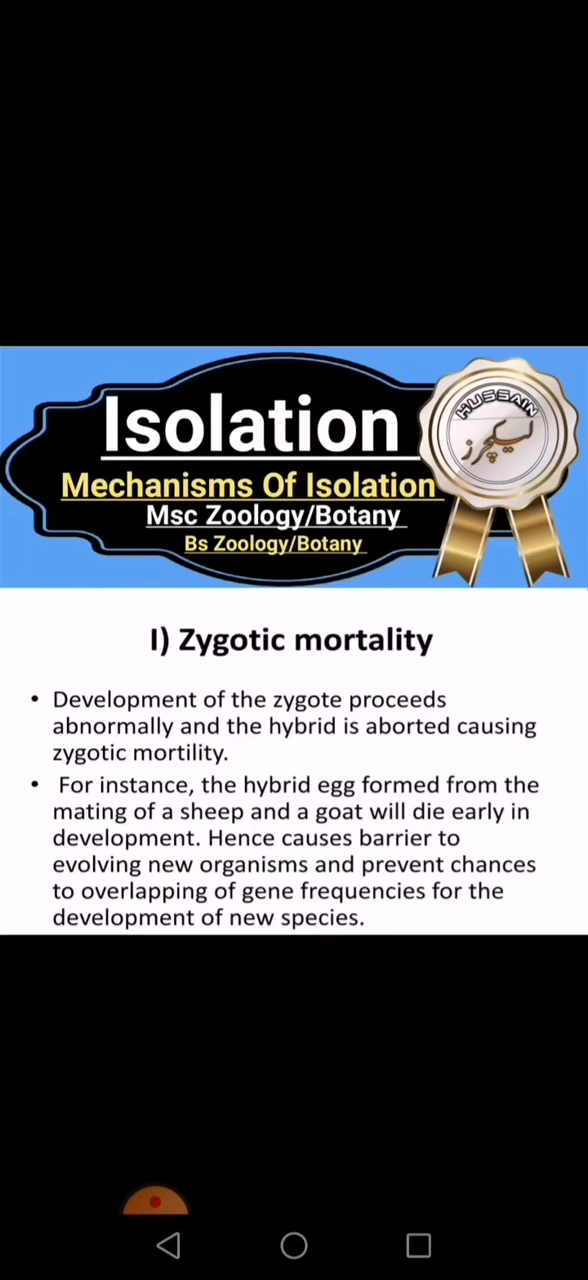 Isolation
HUSSAIN
لیکچرز
Mechanisms Of Isolation
Msc Zoology/Botany
Bs Zoology/Botany
I) Zygotic mortality
• Development of the zygote proceeds
abnormally and the hybrid is aborted causing
zygotic mortility.
• For instance, the hybrid egg formed from the
mating of a sheep and a goat will die early in
development. Hence causes barrier to
evolving new organisms and prevent chances
to overlapping of gene frequencies for the
development of new species.